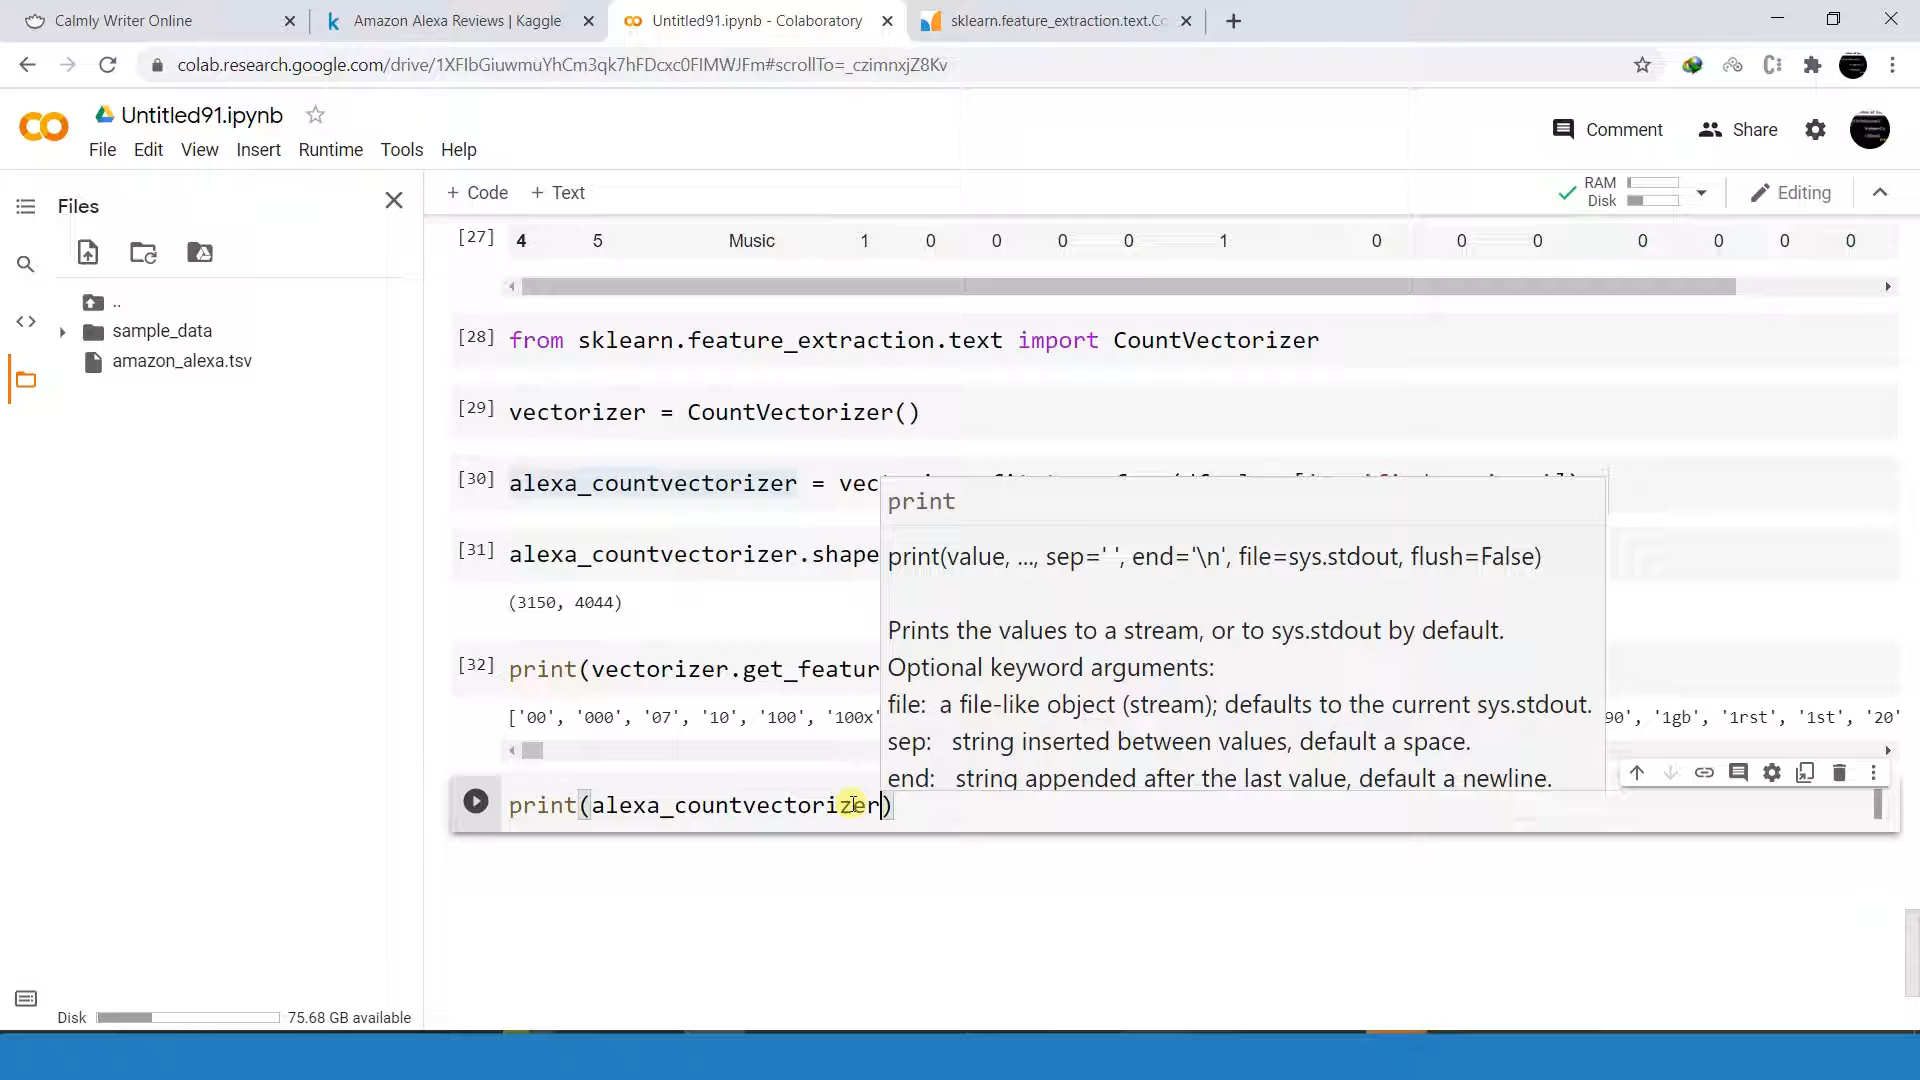 Calmly Writer Online
Amazon Alexa Reviews | Kaggle
Untitled91.ipynb - Colaboratory
sklearn.feature_extraction.text.Co
colab.research.google.com/drive/1XFIbGiuwmuYhCm3qk7hFDcxc0FlMWJFm#scrollTo=_czimnxjZ8Kv
Untitled91.ipynb
Comment
Share
File Edit View Insert Runtime Tools Help
Files
+ Code + Text
RAM
Disk
Editing
..
sample_data
amazon_alexa.tsv
[27] 4 5 Music 1 0 0 0 0 1 0 0 0 0 0 0 0
[28] from sklearn.feature_extraction.text import CountVectorizer
[29] vectorizer = CountVectorizer()
[30] alexa_countvectorizer = vec
[31] alexa_countvectorizer.shape
(3150, 4044)
[32] print(vectorizer.get_featur
['00', '000', '07', '10', '100', '100x'
90', '1gb', '1rst', '1st', '20'
print
print(value, ..., sep=' ', end='\n', file=sys.stdout, flush=False)
Prints the values to a stream, or to sys.stdout by default.
Optional keyword arguments:
file: a file-like object (stream); defaults to the current sys.stdout.
sep: string inserted between values, default a space.
end: string appended after the last value, default a newline.
print(alexa_countvectorizer)
Disk 75.68 GB available